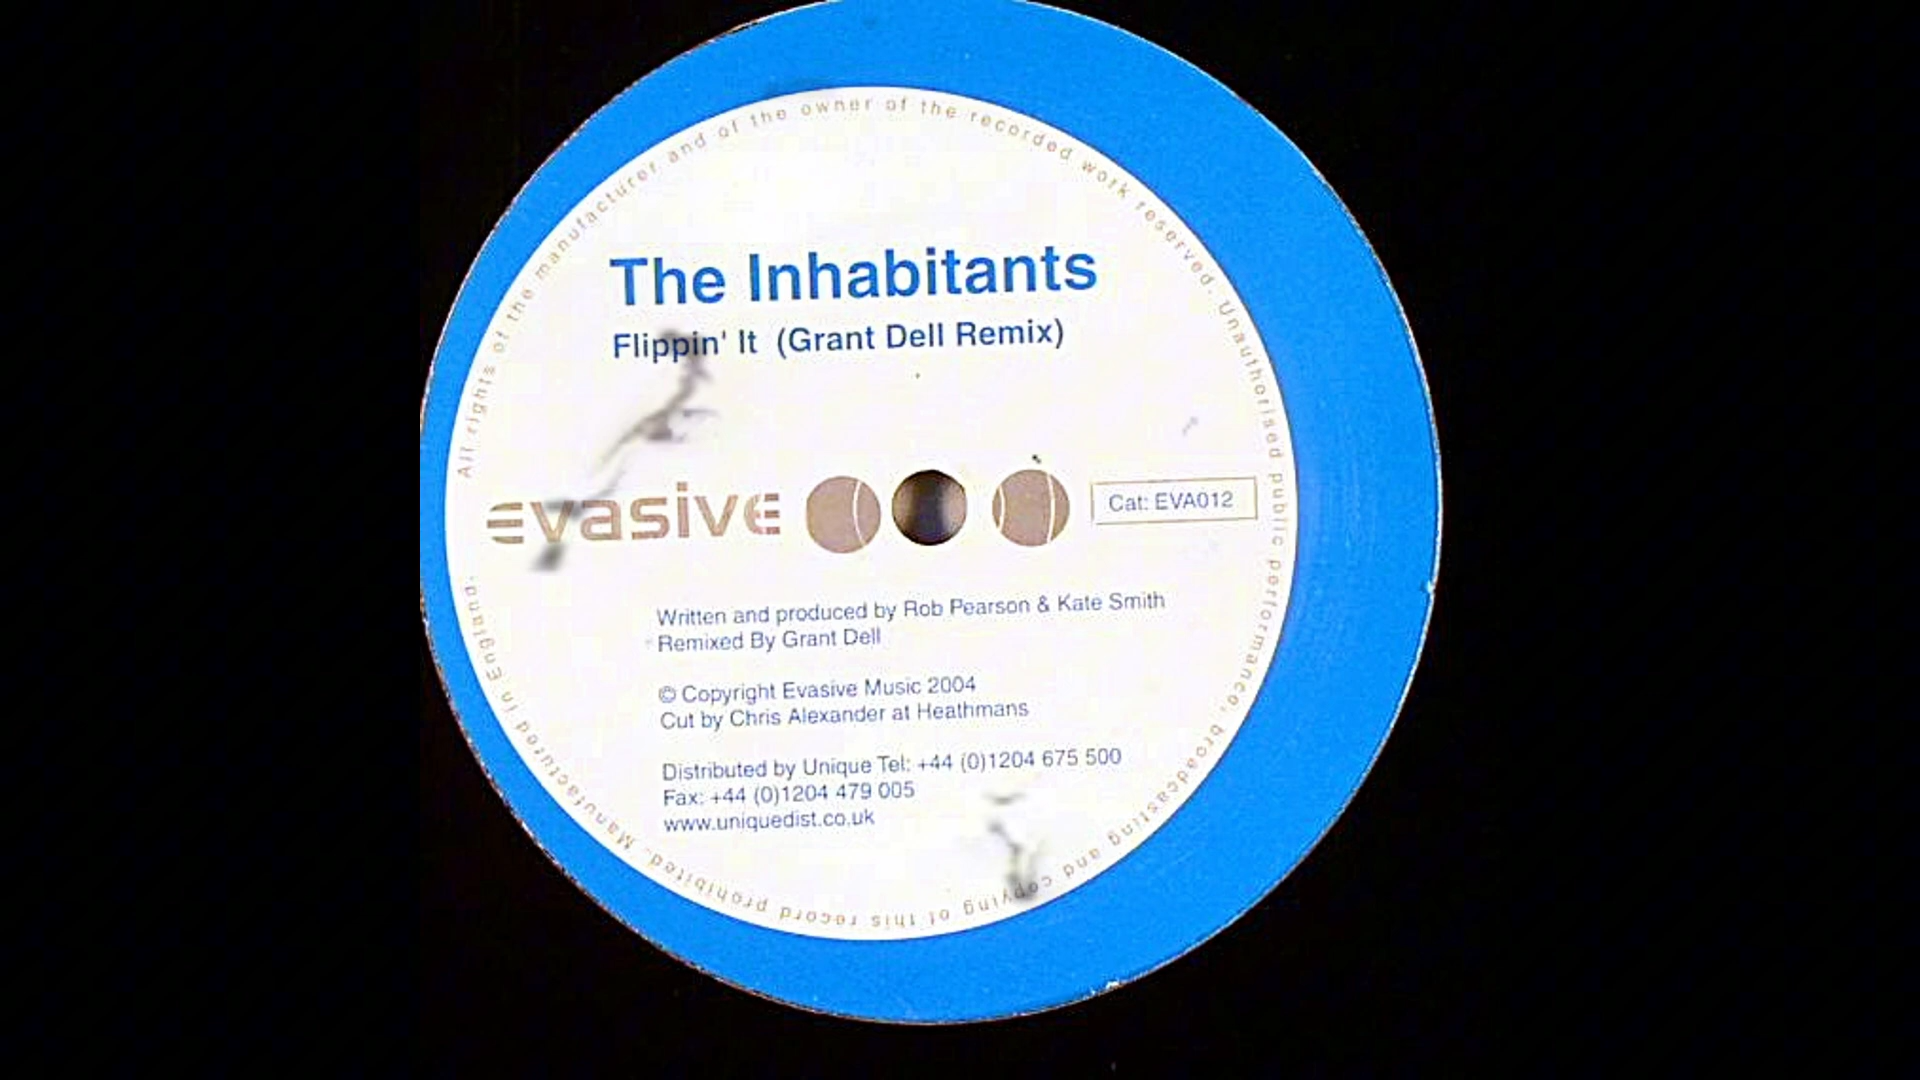 The Inhabitants
Flippin' It (Grant Dell Remix)
evasive
Cat: EVA012
Written and produced by Rob Pearson & Kate Smith
Remixed By Grant Dell
© Copyright Evasive Music 2004
Cut by Chris Alexander at Heathmans
Distributed by Unique Tel: +44 (0)1204 675 500
Fax: +44 (0)1204 479 005
www.uniquedist.co.uk
All rights of the manufacturer and of the owner of the recorded work reserved. Unauthorised public performance, broadcasting and copying of this record prohibited. Manufactured in England.